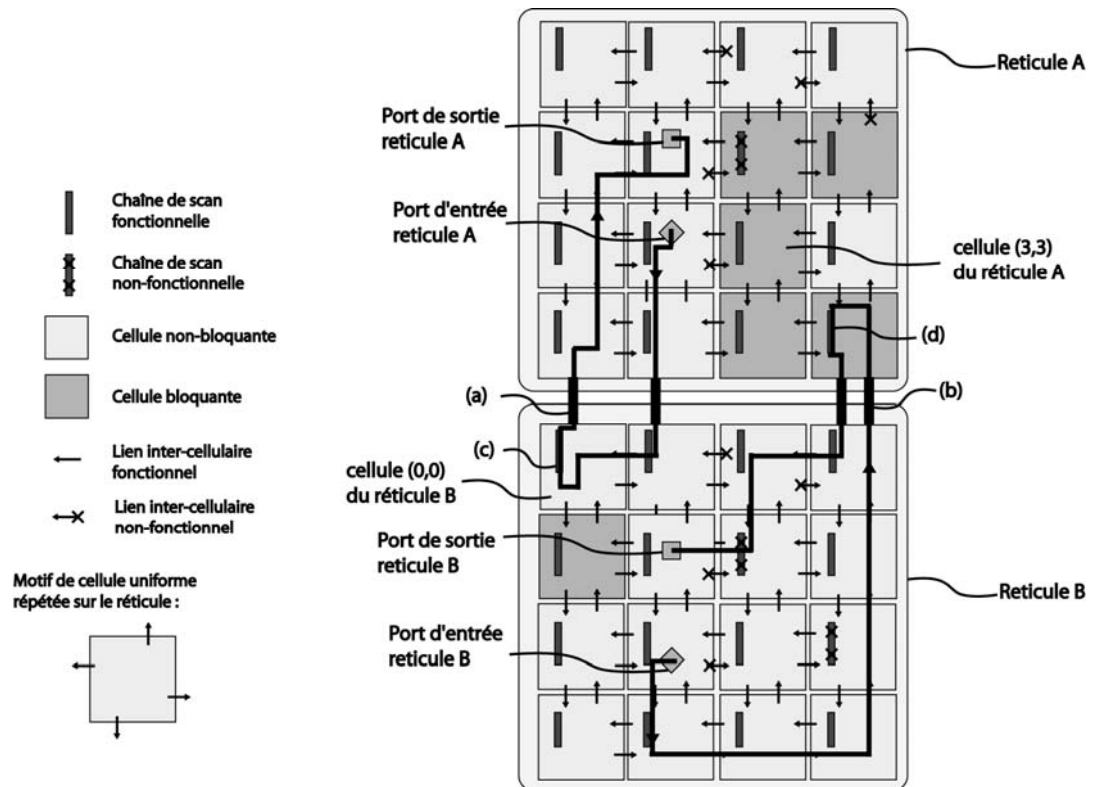 Reticule A
Port de sortie
reticule A
Port d'entrée
reticule A
cellule (3,3)
du réticule A
(d)
(a)
(b)
(c)
cellule (0,0)
du réticule B
Port de sortie
reticule B
Reticule B
Port d'entrée
reticule B
Chaîne de scan
fonctionnelle
Chaîne de scan
non-fonctionnelle
Cellule non-bloquante
Cellule bloquante
Lien inter-cellulaire
fonctionnel
Lien inter-cellulaire
non-fonctionnel
Motif de cellule uniforme
répétée sur le réticule :